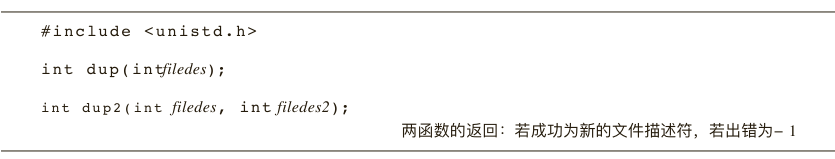 #include <unistd.h>
int dup(intfiledes);
int dup2(int filedes, int filedes2);
两函数的返回：若成功为新的文件描述符，若出错为– 1